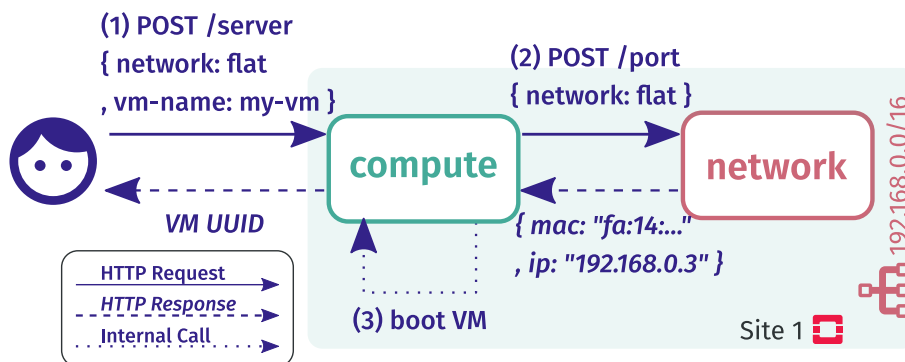 (1) POST /server
{ network: flat
, vm-name: my-vm }
(2) POST /port
{ network: flat }
compute
network
192.168.0.0/16
VM UUID
{ mac: "fa:14:..."
, ip: "192.168.0.3" }
(3) boot VM
HTTP Request
HTTP Response
Internal Call
Site 1